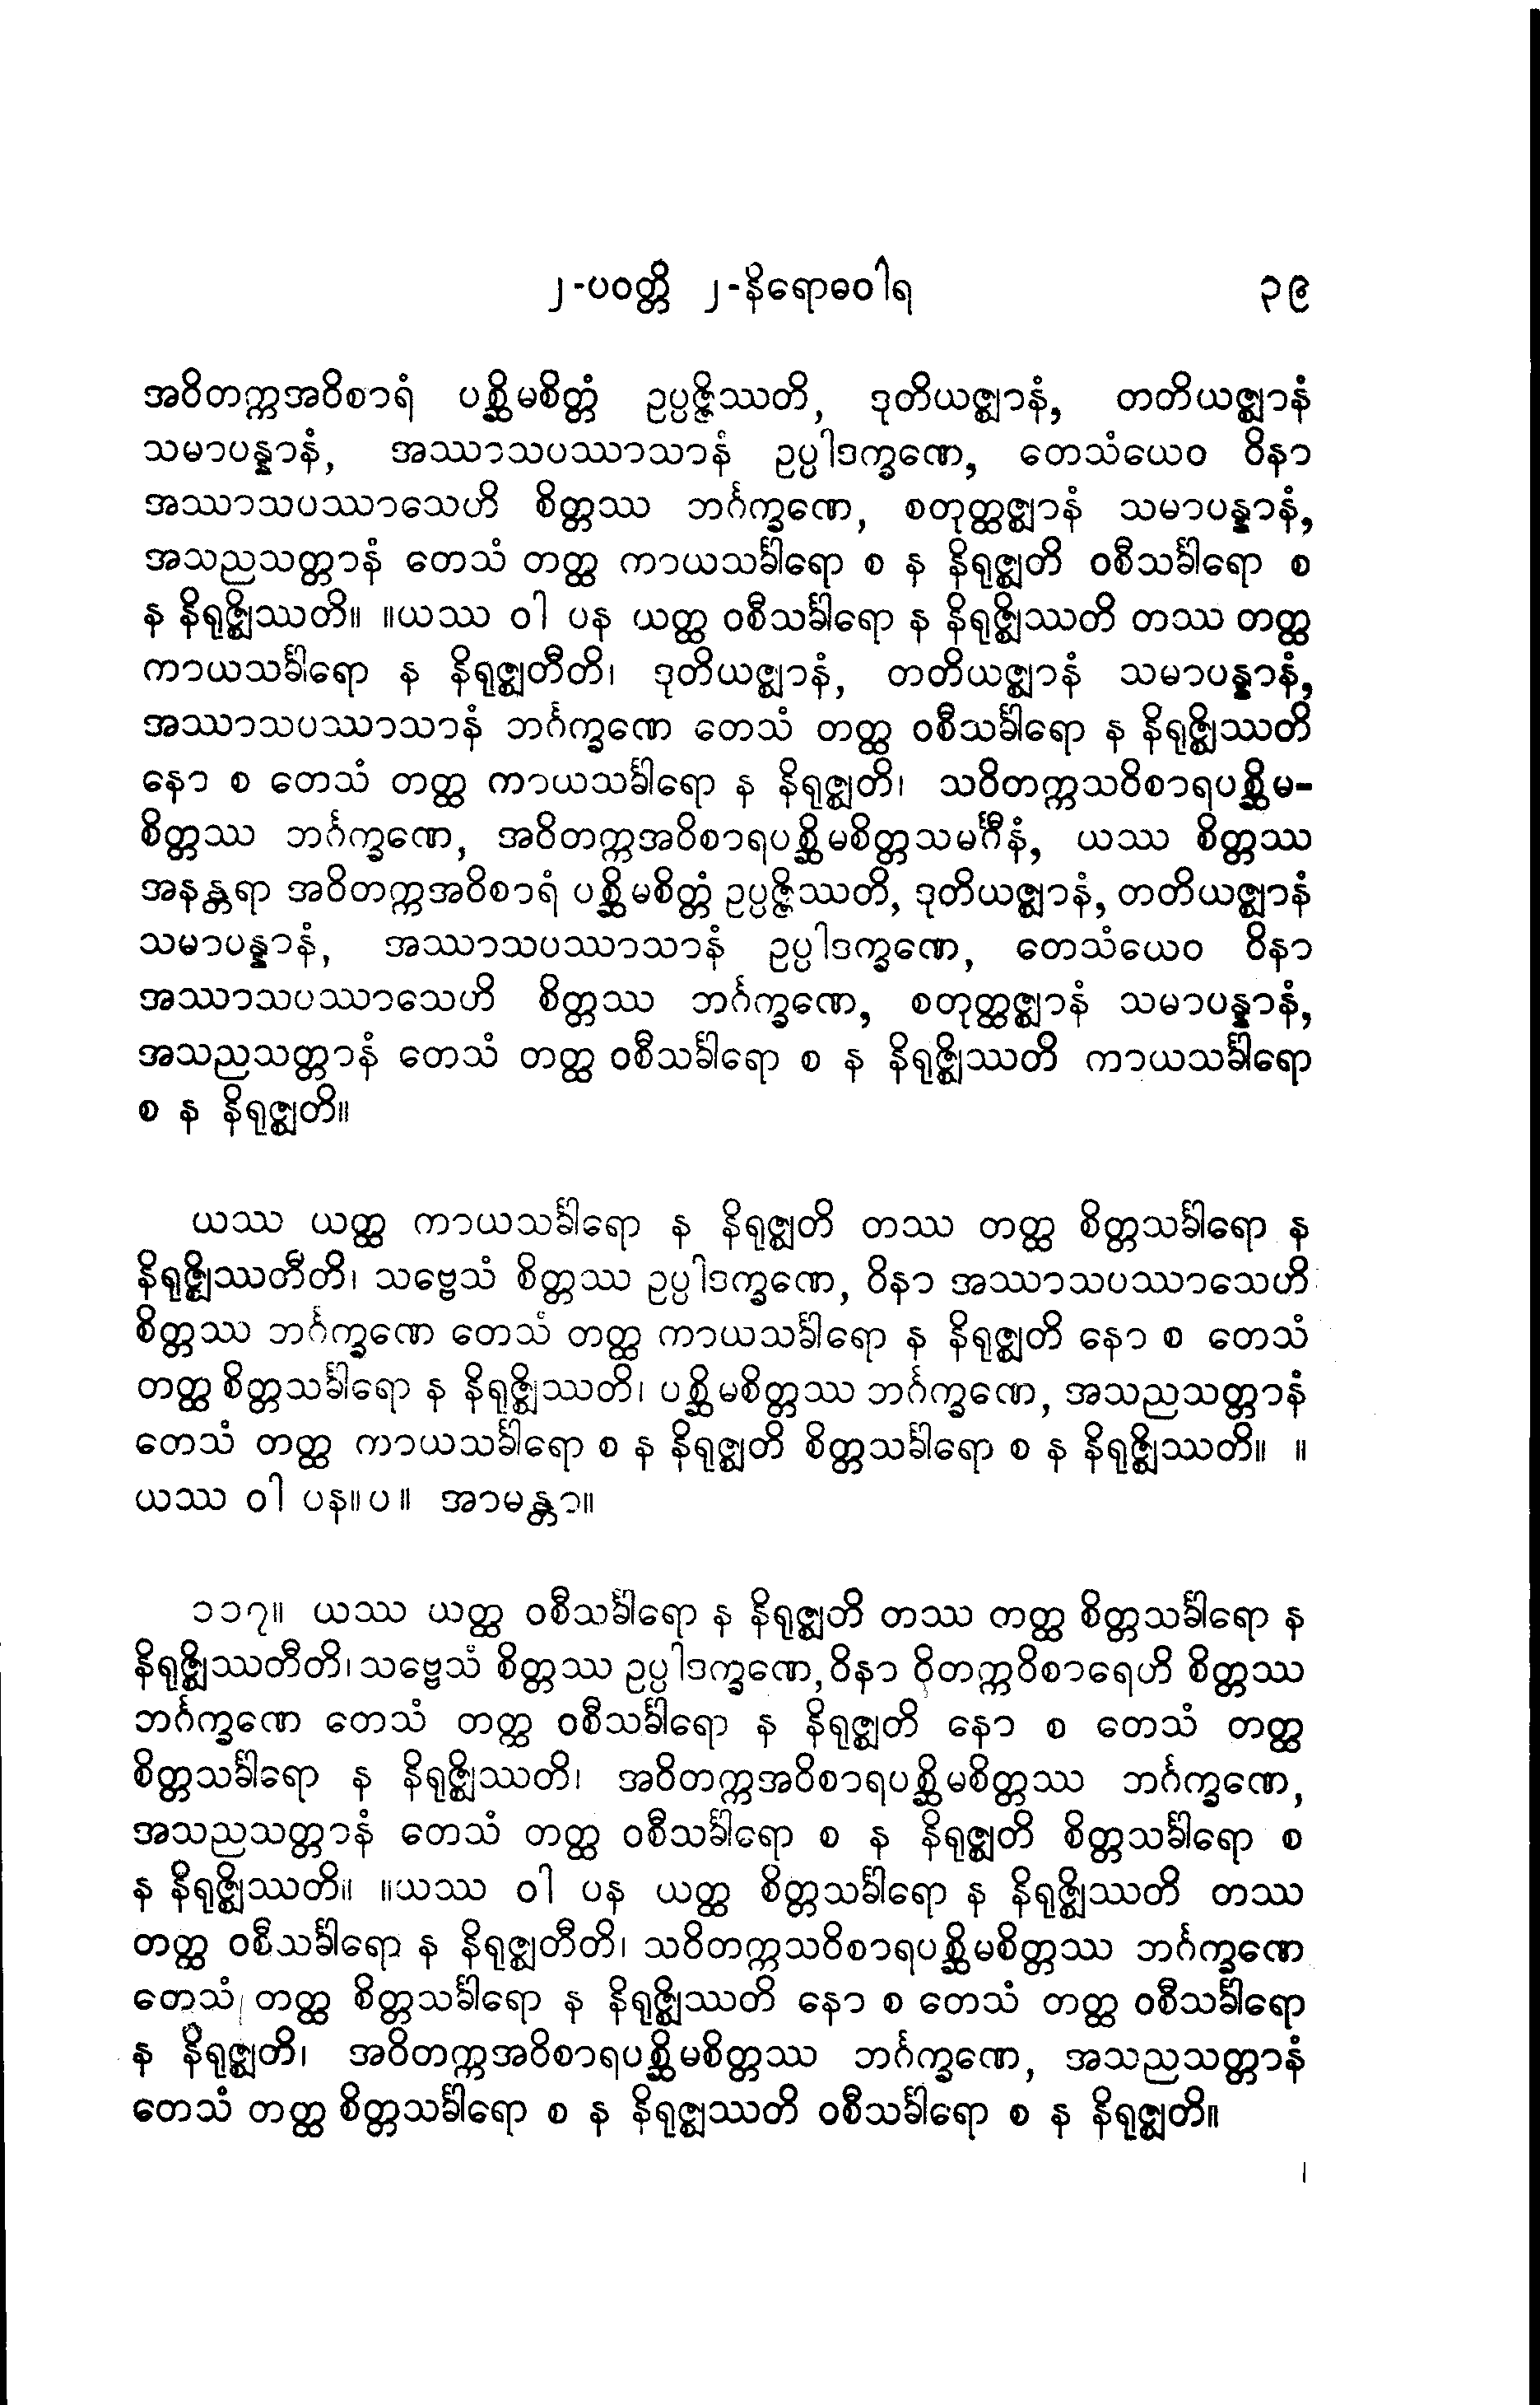 ၂-ပဝတ္တိ ၂-နိရောဓဝါရ ၃၉
အဝိတက္ကအဝိစာရံ ပစ္ဆိမစိတ္တံ ဥပ္ပဇ္ဇိဿတိ, ဒုတိယဇ္ဈာနံ, တတိယဇ္ဈာနံ
သမာပန္နာနံ, အဿာသပဿာသာနံ ဥပ္ပါဒက္ခဏေ, တေသံယေဝ ဝိနာ
အဿာသပဿာသေဟိ စိတ္တဿ ဘင်္ဂက္ခဏေ, စတုတ္ထဇ္ဈာနံ သမာပန္နာနံ,
အသညသတ္တာနံ တေသံ တတ္ထ ကာယသင်္ခါရော စ န နိရုဇ္ဈတိ ဝစီသင်္ခါရော စ
န နိရုဇ္ဈိဿတိ။ ။ယဿ ဝါ ပန ယတ္ထ ဝစီသင်္ခါရော န နိရုဇ္ဈိဿတိ တဿ တတ္ထ
ကာယသင်္ခါရော န နိရုဇ္ဈတီတိ၊ ဒုတိယဇ္ဈာနံ, တတိယဇ္ဈာနံ သမာပန္နာနံ,
အဿာသပဿာသာနံ ဘင်္ဂက္ခဏေ တေသံ တတ္ထ ဝစီသင်္ခါရော န နိရုဇ္ဈိဿတိ
နော စ တေသံ တတ္ထ ကာယသင်္ခါရော န နိရုဇ္ဈတိ၊ သဝိတက္ကသဝိစာရပစ္ဆိမ-
စိတ္တဿ ဘင်္ဂက္ခဏေ, အဝိတက္ကအဝိစာရပစ္ဆိမစိတ္တသမင်္ဂီနံ, ယဿ စိတ္တဿ
အနန္တရာ အဝိတက္ကအဝိစာရံ ပစ္ဆိမစိတ္တံ ဥပ္ပဇ္ဇိဿတိ, ဒုတိယဇ္ဈာနံ, တတိယဇ္ဈာနံ
သမာပန္နာနံ, အဿာသပဿာသာနံ ဥပ္ပါဒက္ခဏေ, တေသံယေဝ ဝိနာ
အဿာသပဿာသေဟိ စိတ္တဿ ဘင်္ဂက္ခဏေ, စတုတ္ထဇ္ဈာနံ သမာပန္နာနံ,
အသညသတ္တာနံ တေသံ တတ္ထ ဝစီသင်္ခါရော စ န နိရုဇ္ဈိဿတိ ကာယသင်္ခါရော
စ န နိရုဇ္ဈတိ။
ယဿ ယတ္ထ ကာယသင်္ခါရော န နိရုဇ္ဈတိ တဿ တတ္ထ စိတ္တသင်္ခါရော န
နိရုဇ္ဈိဿတီတိ၊ သဗ္ဗေသံ စိတ္တဿ ဥပ္ပါဒက္ခဏေ, ဝိနာ အဿာသပဿာသေဟိ
စိတ္တဿ ဘင်္ဂက္ခဏေ တေသံ တတ္ထ ကာယသင်္ခါရော န နိရုဇ္ဈတိ နော စ တေသံ
တတ္ထ စိတ္တသင်္ခါရော န နိရုဇ္ဈိဿတိ၊ ပစ္ဆိမစိတ္တဿ ဘင်္ဂက္ခဏေ, အသညသတ္တာနံ
တေသံ တတ္ထ ကာယသင်္ခါရော စ န နိရုဇ္ဈတိ စိတ္တသင်္ခါရော စ န နိရုဇ္ဈိဿတိ။ ။
ယဿ ဝါ ပန။ပ။ အာမန္တာ။
၁၁၇။ ယဿ ယတ္ထ ဝစီသင်္ခါရော န နိရုဇ္ဈတိ တဿ ကတ္ထ စိတ္တသင်္ခါရော န
နိရုဇ္ဈိဿတီတိ၊ သဗ္ဗေသံ စိတ္တဿ ဥပ္ပါဒက္ခဏေ, ဝိနာ ဝိတက္ကဝိစာရေဟိ စိတ္တဿ
ဘင်္ဂက္ခဏေ တေသံ တတ္ထ ဝစီသင်္ခါရော န နိရုဇ္ဈတိ နော စ တေသံ တတ္ထ
စိတ္တသင်္ခါရော န နိရုဇ္ဈိဿတိ၊ အဝိတက္ကအဝိစာရပစ္ဆိမစိတ္တဿ ဘင်္ဂက္ခဏေ,
အသညသတ္တာနံ တေသံ တတ္ထ ဝစီသင်္ခါရော စ န နိရုဇ္ဈတိ စိတ္တသင်္ခါရော စ
န နိရုဇ္ဈိဿတိ။ ။ယဿ ဝါ ပန ယတ္ထ စိတ္တသင်္ခါရော န နိရုဇ္ဈိဿတိ တဿ
တတ္ထ ဝစီသင်္ခါရော န နိရုဇ္ဈတီတိ၊ သဝိတက္ကသဝိစာရပစ္ဆိမစိတ္တဿ ဘင်္ဂက္ခဏေ
တေသံ တတ္ထ စိတ္တသင်္ခါရော န နိရုဇ္ဈိဿတိ နော စ တေသံ တတ္ထ ဝစီသင်္ခါရော
န နိရုဇ္ဈတိ၊ အဝိတက္ကအဝိစာရပစ္ဆိမစိတ္တဿ ဘင်္ဂက္ခဏေ, အသညသတ္တာနံ
တေသံ တတ္ထ စိတ္တသင်္ခါရော စ န နိရုဇ္ဈဿတိ ဝစီသင်္ခါရော စ န နိရုဇ္ဈတိ။